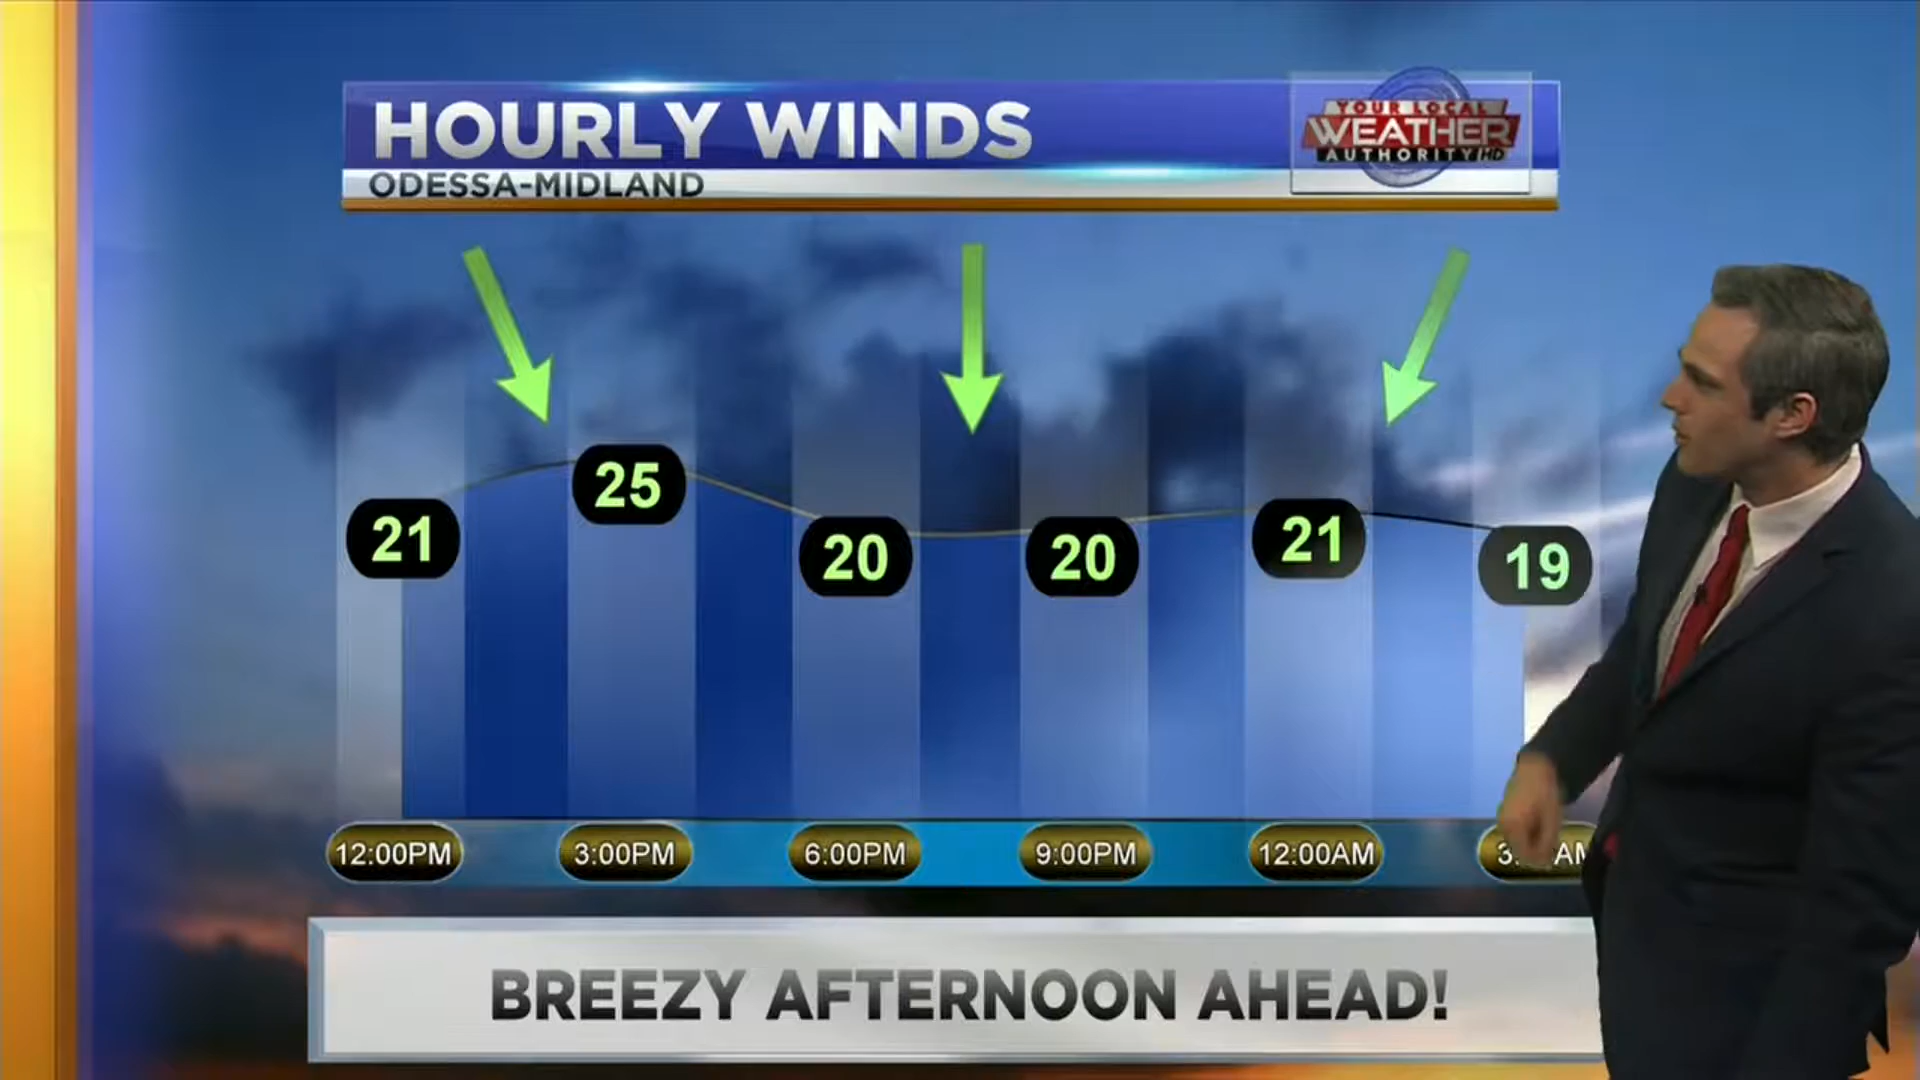 HOURLY WINDS
ODESSA-MIDLAND
YOUR LOCAL
WEATHER
AUTHORITY HD
21
25
20
20
21
19
12:00PM
3:00PM
6:00PM
9:00PM
12:00AM
BREEZY AFTERNOON AHEAD!